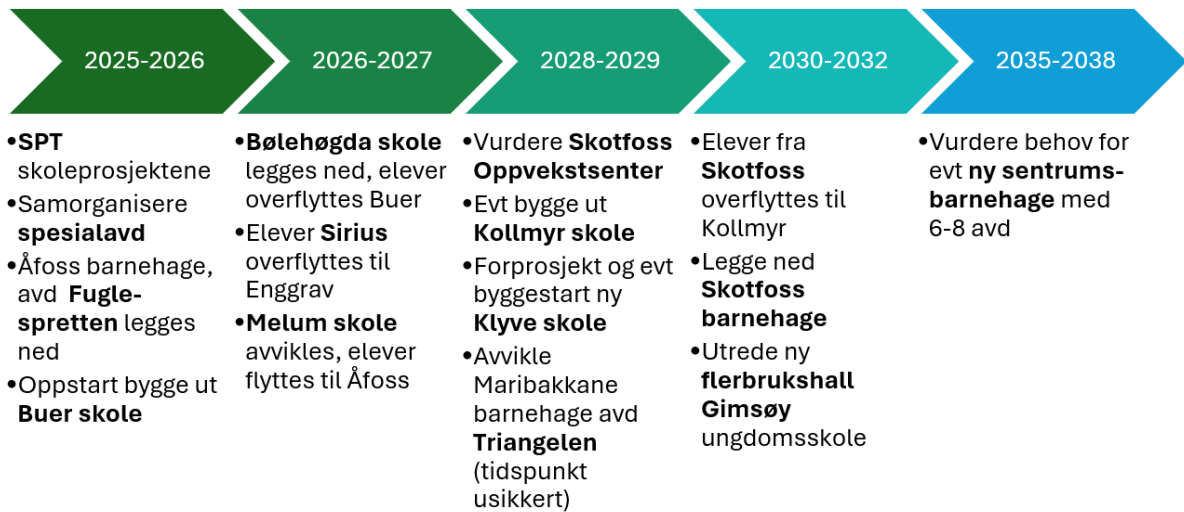 2025-2026
•SPT
skoleprosjektene
•Samorganisere
spesialavd
•Åfoss barnehage,
avd Fugle-
spretten legges
ned
•Oppstart bygge ut
Buer skole
2026-2027
•Bølehøgda skole
legges ned, elever
overflyttes Buer
•Elever Sirius
overflyttes til
Enggrav
•Melum skole
avvikles, elever
flyttes til Åfoss
2028-2029
•Vurdere Skotfoss
Oppvekstsenter
•Evt bygge ut
Kollmyr skole
•Forprosjekt og evt
byggestart ny
Klyve skole
•Avvikle
Maribakkane
barnehage avd
Triangelen
(tidspunkt
usikkert)
2030-2032
•Elever fra
Skotfoss
overflyttes til
Kollmyr
•Legge ned
Skotfoss
barnehage
•Utrede ny
flerbrukshall
Gimsøy
ungdomsskole
2035-2038
•Vurdere behov for
evt ny sentrums-
barnehage med
6-8 avd